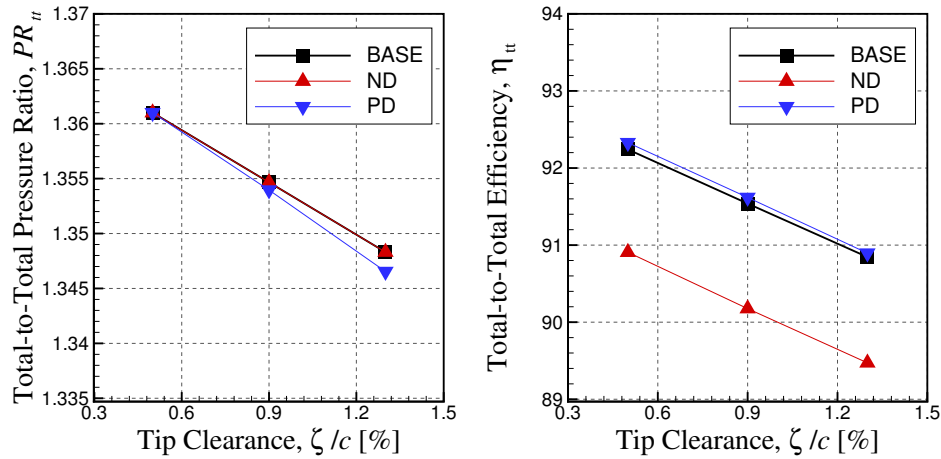 Total-to-Total Pressure Ratio, PR_tt
1.37
1.365
1.36
1.355
1.35
1.345
1.34
1.335
0.3
0.6
0.9
1.2
1.5
Tip Clearance, ζ /c [%]
BASE
ND
PD
Total-to-Total Efficiency, η_tt
94
93
92
91
90
89
0.3
0.6
0.9
1.2
1.5
Tip Clearance, ζ /c [%]
BASE
ND
PD